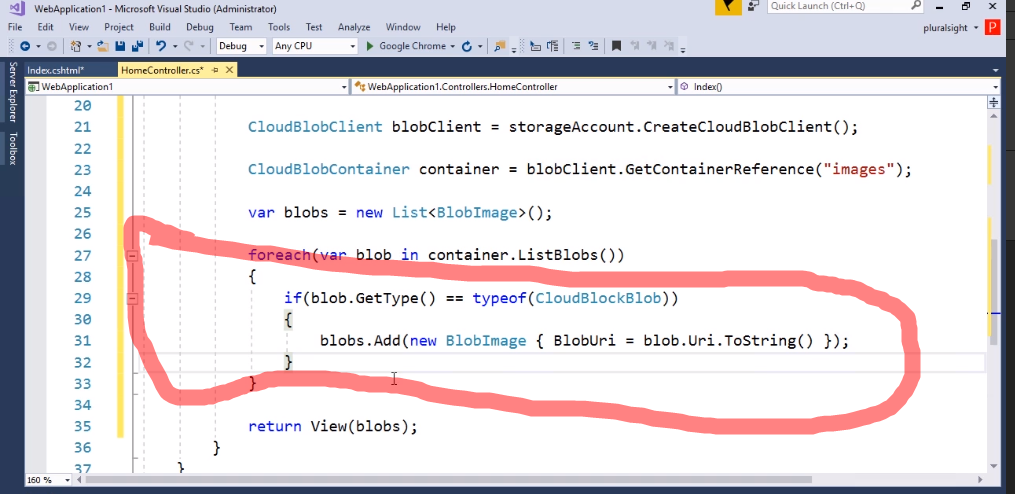 WebApplication1 - Microsoft Visual Studio (Administrator)
Quick Launch (Ctrl+Q)
File Edit View Project Build Debug Team Tools Test Analyze Window Help
pluralsight P
Debug Any CPU Google Chrome
Server Explorer
Toolbox
Index.cshtml* HomeController.cs*
WebApplication1 WebApplication1.Controllers.HomeController Index()
20
21 CloudBlobClient blobClient = storageAccount.CreateCloudBlobClient();
22
23 CloudBlobContainer container = blobClient.GetContainerReference("images");
24
25 var blobs = new List<BlobImage>();
26
27 foreach(var blob in container.ListBlobs())
28 {
29 if(blob.GetType() == typeof(CloudBlockBlob))
30 {
31 blobs.Add(new BlobImage { BlobUri = blob.Uri.ToString() });
32 }
33 }
34
35 return View(blobs);
36 }
37 }
160 %